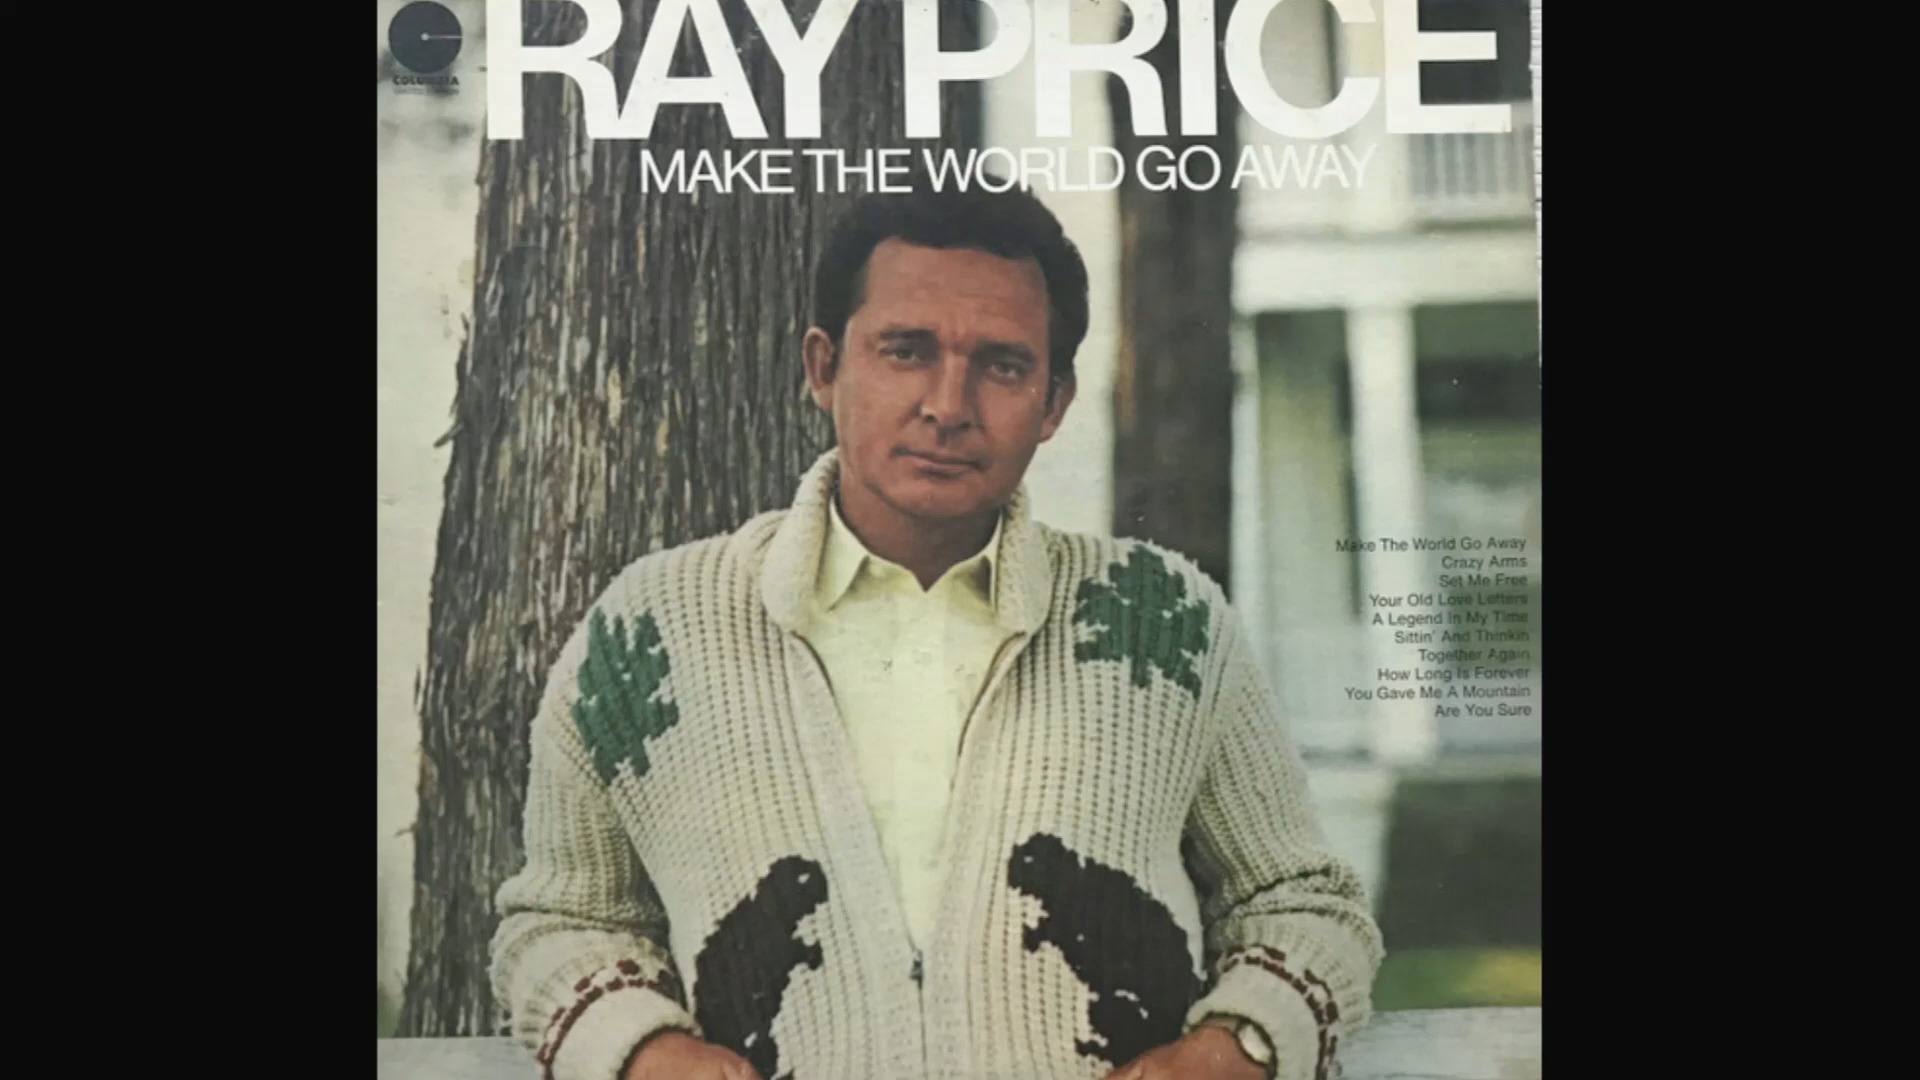 RAY PRICE
MAKE THE WORLD GO AWAY
COLUMBIA
Make The World Go Away
Crazy Arms
Set Me Free
Your Old Love Letters
A Legend In My Time
Sittin' And Thinkin'
Together Again
How Long Is Forever
You Gave Me A Mountain
Are You Sure